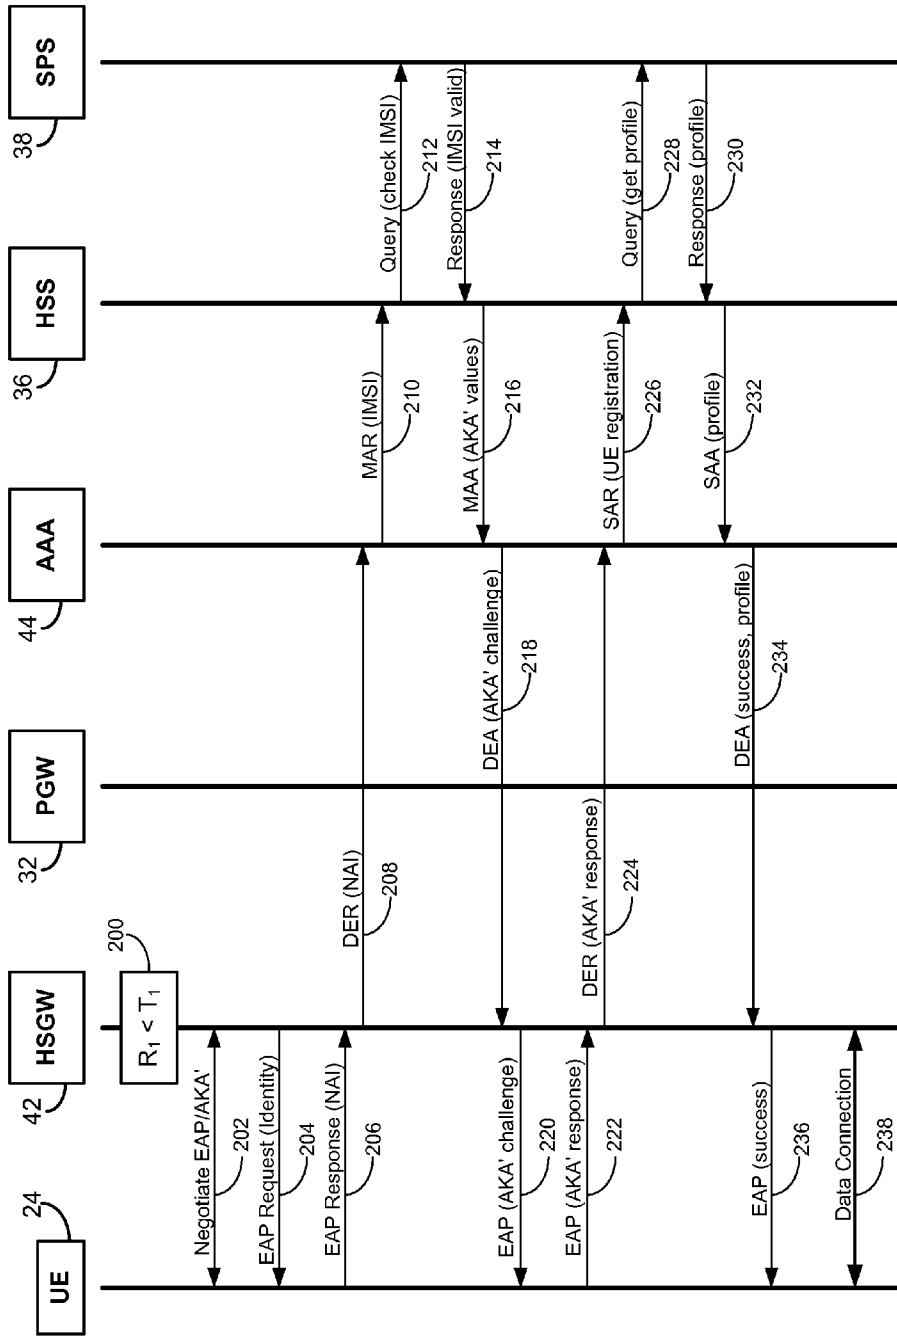 UE
24
HSGW
42
PGW
32
AAA
44
HSS
36
SPS
38
R1 < T1
200
Negotiate EAP/AKA'
202
EAP Request (Identity)
204
EAP Response (NAI)
206
DER (NAI)
208
MAR (IMSI)
210
Query (check IMSI)
212
Response (IMSI valid)
214
MAA (AKA' values)
216
DEA (AKA' challenge)
218
EAP (AKA' challenge)
220
EAP (AKA' response)
222
DER (AKA' response)
224
SAR (UE registration)
226
Query (get profile)
228
Response (profile)
230
SAA (profile)
232
DEA (success, profile)
234
EAP (success)
236
Data Connection
238